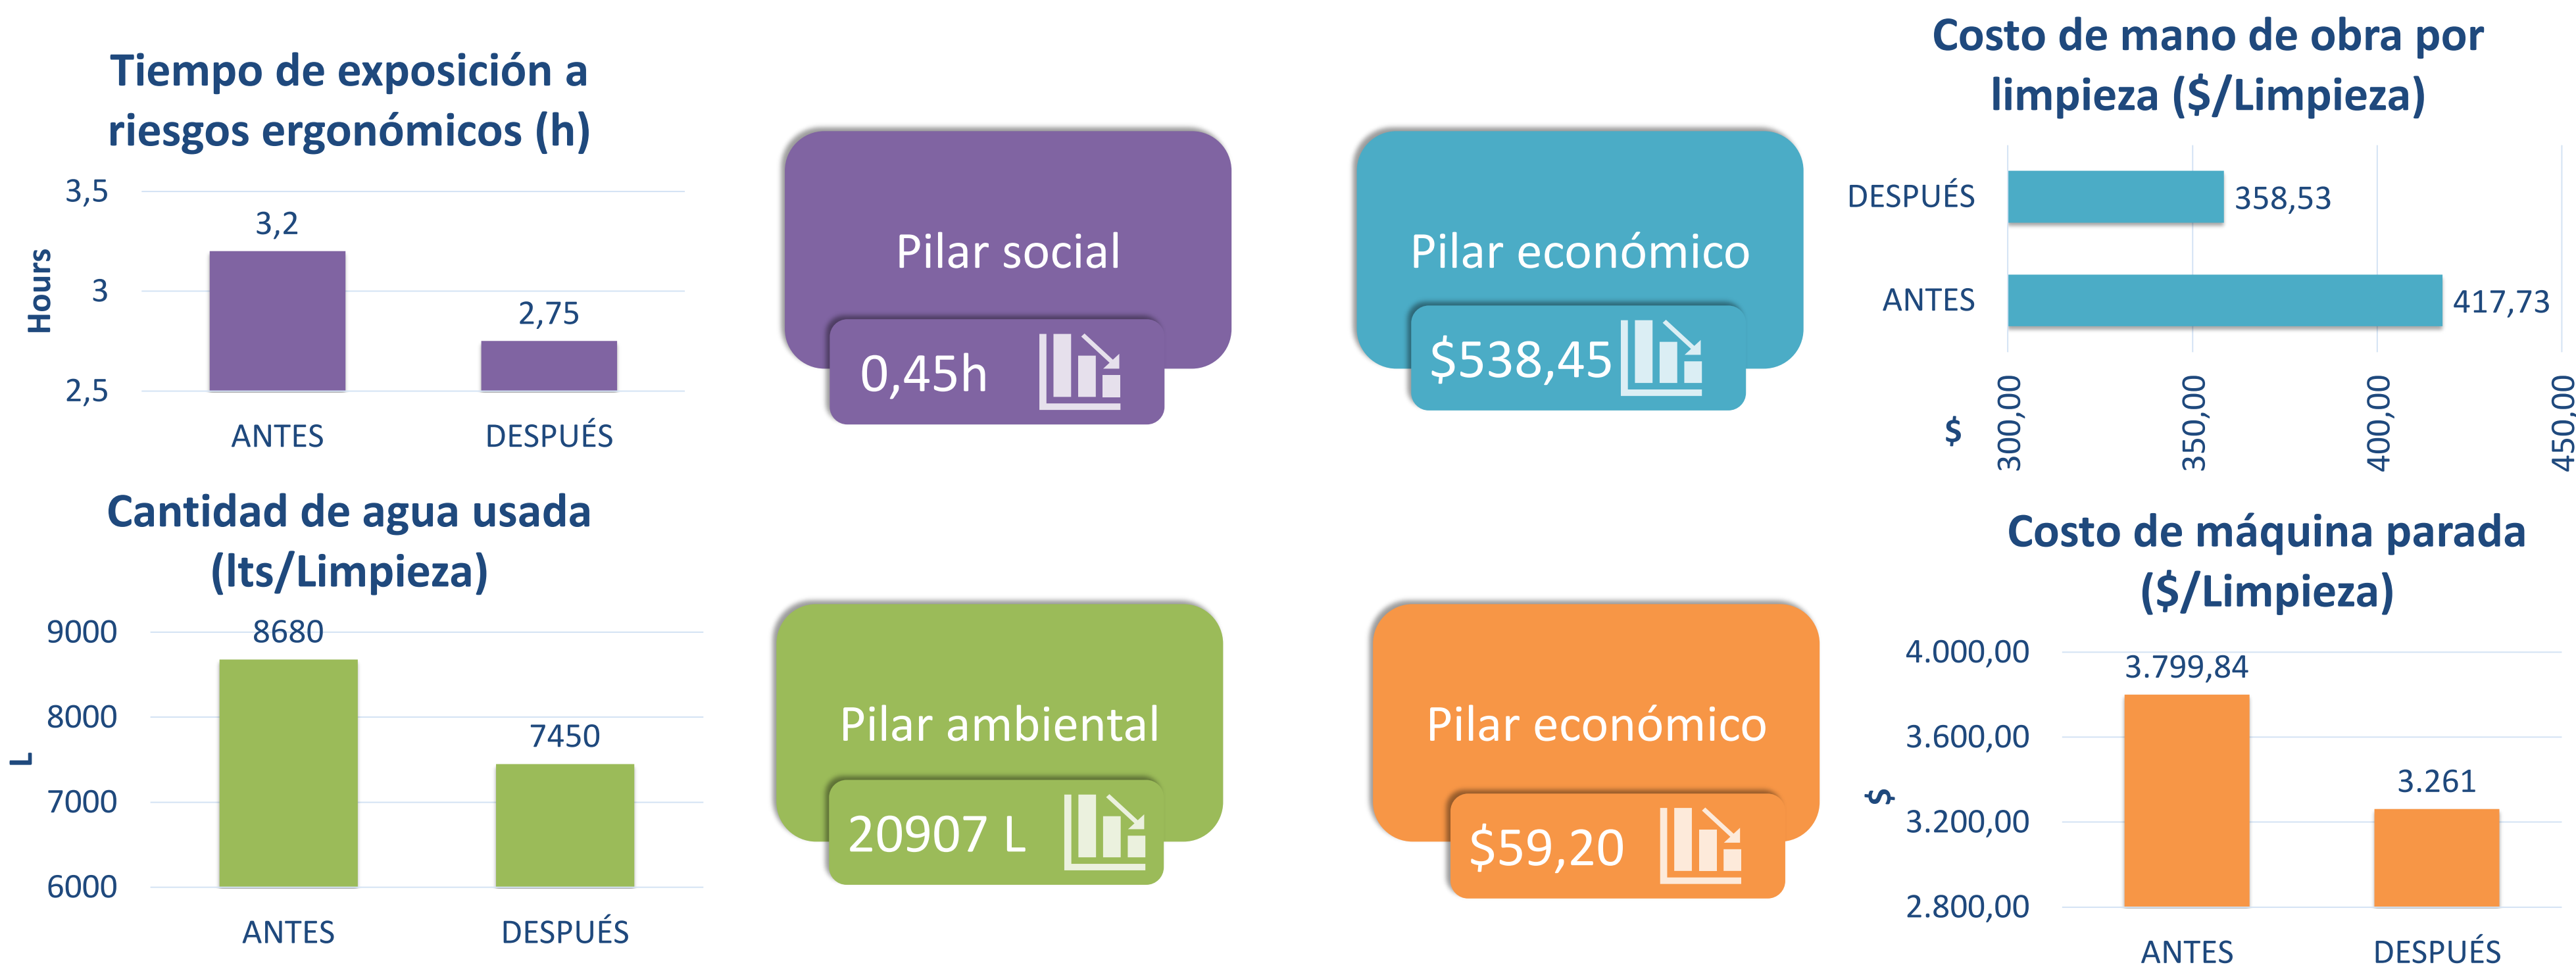 Tiempo de exposición a
riesgos ergonómicos (h)
3,5
3
2,5
Hours
3,2
2,75
ANTES
DESPUÉS
Pilar social
0,45h
Pilar económico
$538,45
Costo de mano de obra por
limpieza ($/Limpieza)
DESPUÉS
358,53
ANTES
417,73
$
300,00
350,00
400,00
450,00
Cantidad de agua usada
(lts/Limpieza)
9000
8000
7000
6000
L
8680
7450
ANTES
DESPUÉS
Pilar ambiental
20907 L
Pilar económico
$59,20
Costo de máquina parada
($/Limpieza)
4.000,00
3.600,00
3.200,00
2.800,00
$
3.799,84
3.261
ANTES
DESPUÉS